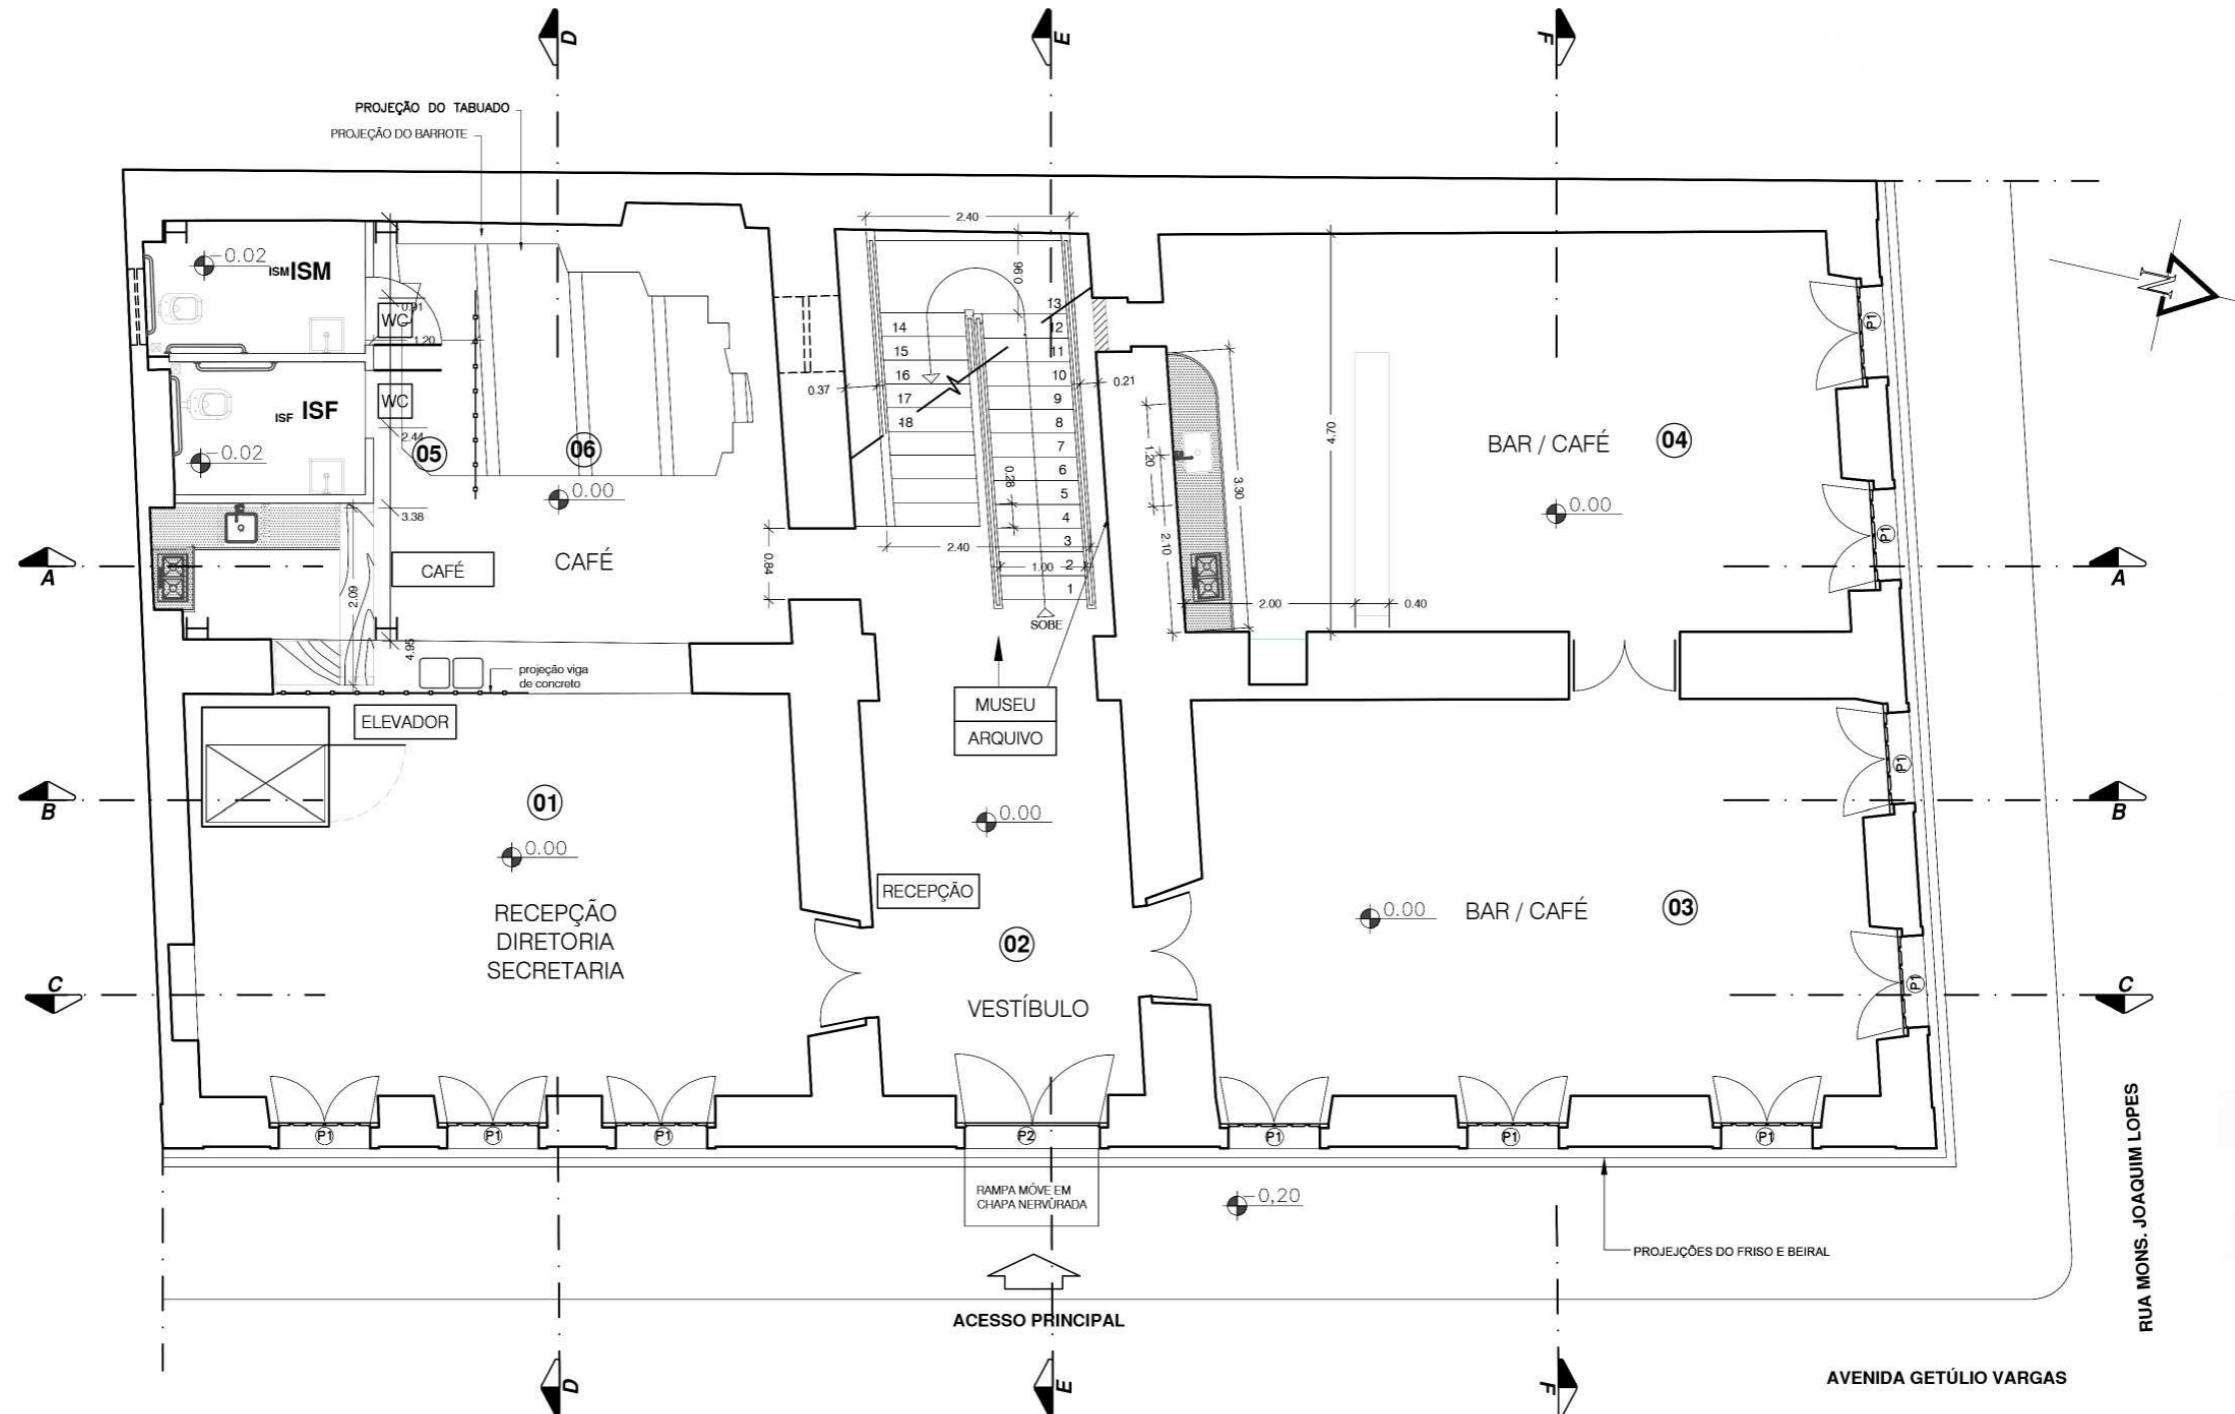 D
E
F
PROJEÇÃO DO TABUADO
PROJEÇÃO DO BARROTE
2.40
-0.02
ISM ISM
0.96
N
WC
0.91
1.20
13
14
12
15
11
16
10
17
9
18
8
7
6
5
4
3
2
1
0.37
0.21
P1
WC
ISF ISF
2.44
05
06
-0.02
0.00
3.38
0.28
1.20
3.30
4.70
BAR / CAFÉ
04
0.00
P1
A
CAFÉ
CAFÉ
2.09
0.84
2.40
1.00
2.10
2.00
0.40
A
SOBE
4.95
projeção viga
de concreto
ELEVADOR
MUSEU
ARQUIVO
P1
B
01
0.00
0.00
B
RECEPÇÃO
DIRETORIA
SECRETARIA
RECEPÇÃO
02
VESTÍBULO
0.00
BAR / CAFÉ
03
P1
C
C
P1
P1
P1
P2
P1
P1
P1
RAMPA MÓVE EM
CHAPA NERVÛRADA
-0,20
PROJEJÇÕES DO FRISO E BEIRAL
ACESSO PRINCIPAL
RUA MONS. JOAQUIM LOPES
AVENIDA GETÚLIO VARGAS
D
E
F